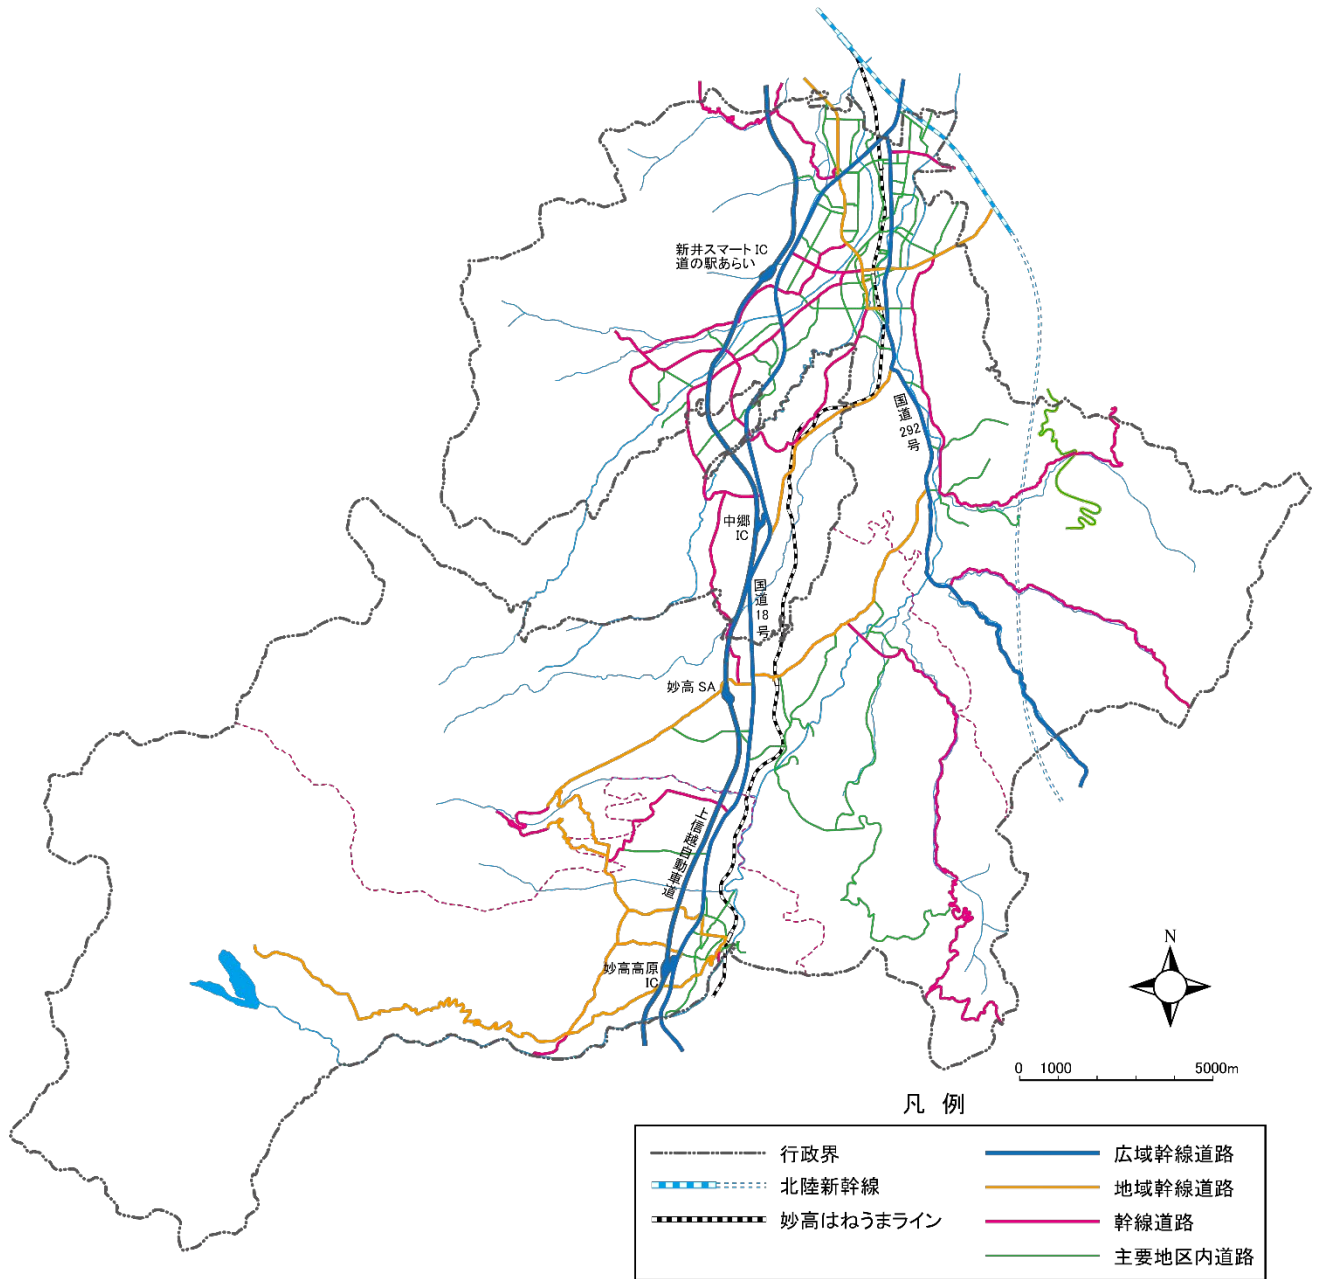 新井スマートIC
道の駅あらい
国道292号
中郷
IC
国道18号
妙高SA
上信越自動車道
妙高高原
IC
N
0 1000 5000m
凡 例
行政界
北陸新幹線
妙高はねうまライン
広域幹線道路
地域幹線道路
幹線道路
主要地区内道路